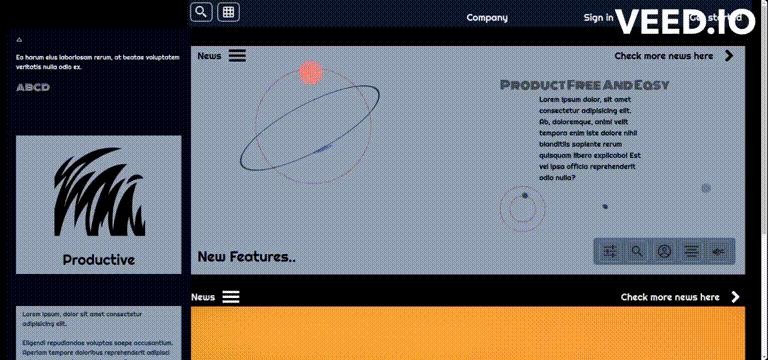 Company
Sign in
Get started
VEED.IO
Ea harum eius laboriosam rerum, at beatae voluptatem
veritatis nulla odio ex.
ABCD
Productive
Lorem ipsum, dolor sit amet consectetur
adipisicing elit.
Eligendi repudiandae voluptas saepe accusantium.
Aperiam tempore doloribus reprehenderit adipisci
News
Check more news here
Product Free And Easy
Lorem ipsum dolor, sit amet
consectetur adipisicing elit.
Ab, doloremque, animi velit
tempora enim iste dolore nihil
blanditiis sapiente rerum
quisquam libero explicabo! Est
vel ipsa officia reprehenderit
odio nulla?
New Features..
News
Check more news here